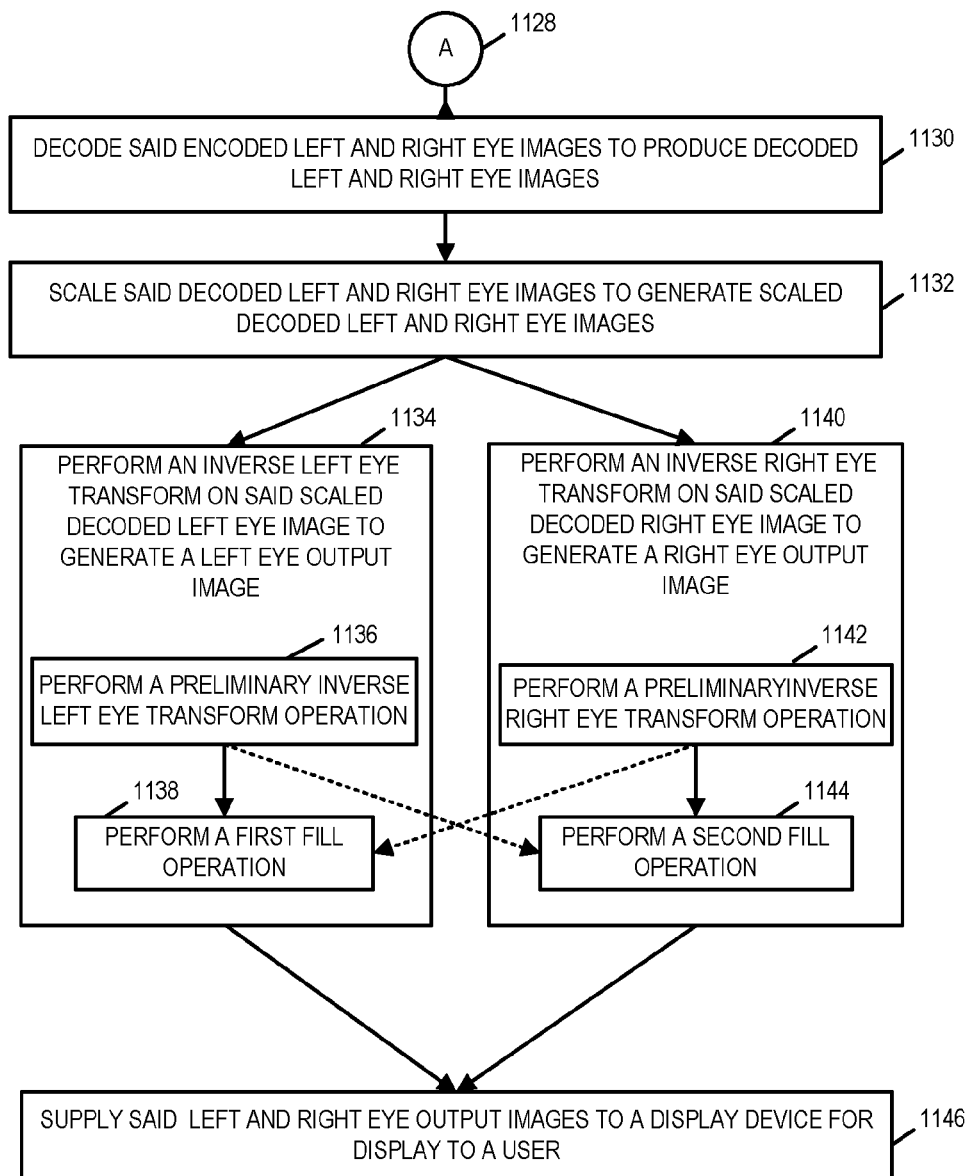 1128
A
1130
DECODE SAID ENCODED LEFT AND RIGHT EYE IMAGES TO PRODUCE DECODED
LEFT AND RIGHT EYE IMAGES
1132
SCALE SAID DECODED LEFT AND RIGHT EYE IMAGES TO GENERATE SCALED
DECODED LEFT AND RIGHT EYE IMAGES
1134
PERFORM AN INVERSE LEFT EYE
TRANSFORM ON SAID SCALED
DECODED LEFT EYE IMAGE TO
GENERATE A LEFT EYE OUTPUT
IMAGE
1136
PERFORM A PRELIMINARY INVERSE
LEFT EYE TRANSFORM OPERATION
1138
PERFORM A FIRST FILL
OPERATION
1140
PERFORM AN INVERSE RIGHT EYE
TRANSFORM ON SAID SCALED
DECODED RIGHT EYE IMAGE TO
GENERATE A RIGHT EYE OUTPUT
IMAGE
1142
PERFORM A PRELIMINARYINVERSE
RIGHT EYE TRANSFORM OPERATION
1144
PERFORM A SECOND FILL
OPERATION
SUPPLY SAID LEFT AND RIGHT EYE OUTPUT IMAGES TO A DISPLAY DEVICE FOR
DISPLAY TO A USER
1146